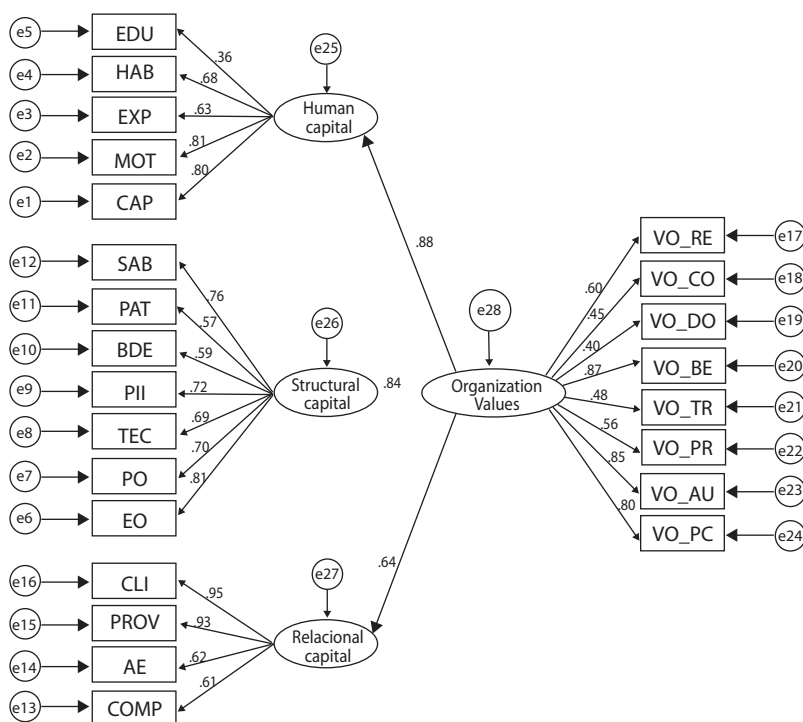 e5
EDU
.36
e4
HAB
.68
e3
EXP
.63
e2
MOT
.81
e1
CAP
.80
e25
Human
capital
.88
e12
SAB
.76
e11
PAT
.57
e10
BDE
.59
e9
PII
.72
e8
TEC
.69
e7
PO
.70
e6
EO
.81
e26
Structural
capital
.84
e28
Organization
Values
e16
CLI
.95
e15
PROV
.93
e14
AE
.62
e13
COMP
.61
e27
Relacional
capital
.64
.60
VO_RE
e17
.45
VO_CO
e18
.40
VO_DO
e19
.87
VO_BE
e20
.48
VO_TR
e21
.56
VO_PR
e22
.85
VO_AU
e23
.80
VO_PC
e24